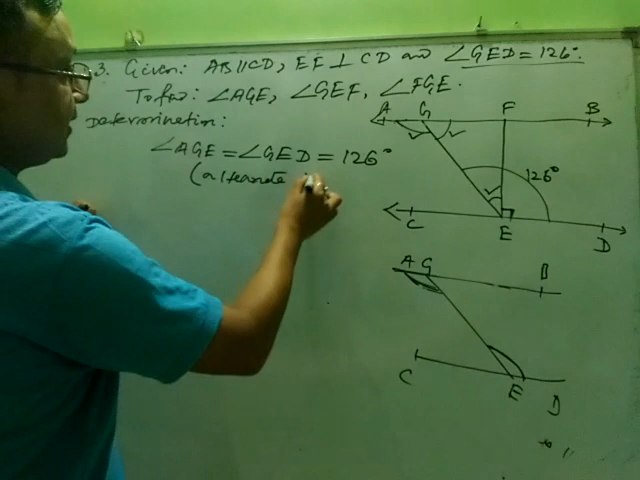 3. Given: AB||CD, EF⊥CD and ∠GED=126°.
To find: ∠AGE, ∠GEF, ∠FGE.
Determination:
∠AGE=∠GED=126°
(alternate
A G F B
126°
C E D
A G B
C E D